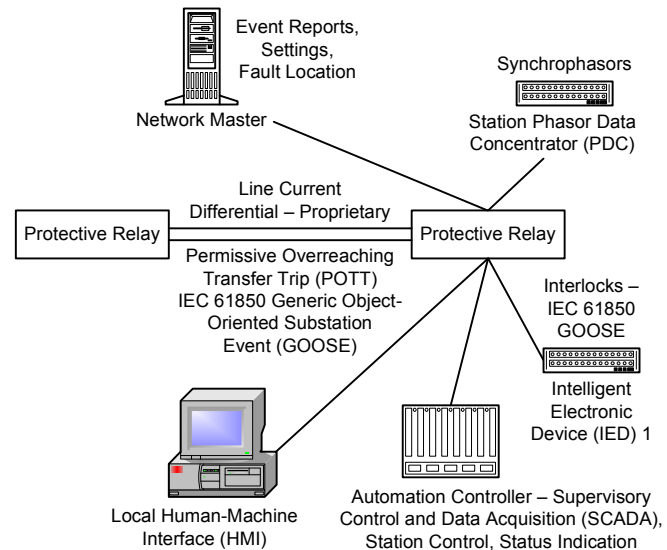 Event Reports,
Settings,
Fault Location
Network Master
Synchrophasors
Station Phasor Data
Concentrator (PDC)
Line Current
Differential – Proprietary
Protective Relay
Protective Relay
Permissive Overreaching
Transfer Trip (POTT)
IEC 61850 Generic Object-
Oriented Substation
Event (GOOSE)
Interlocks –
IEC 61850
GOOSE
Intelligent
Electronic
Device (IED) 1
Local Human-Machine
Interface (HMI)
Automation Controller – Supervisory
Control and Data Acquisition (SCADA),
Station Control, Status Indication